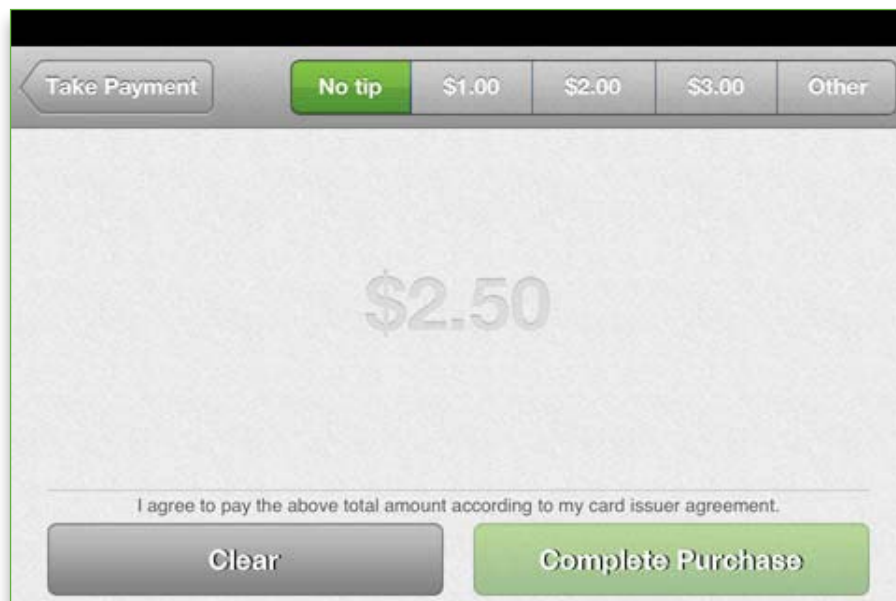 Take Payment No tip $1.00 $2.00 $3.00 Other
$2.50
I agree to pay the above total amount according to my card issuer agreement.
Clear Complete Purchase